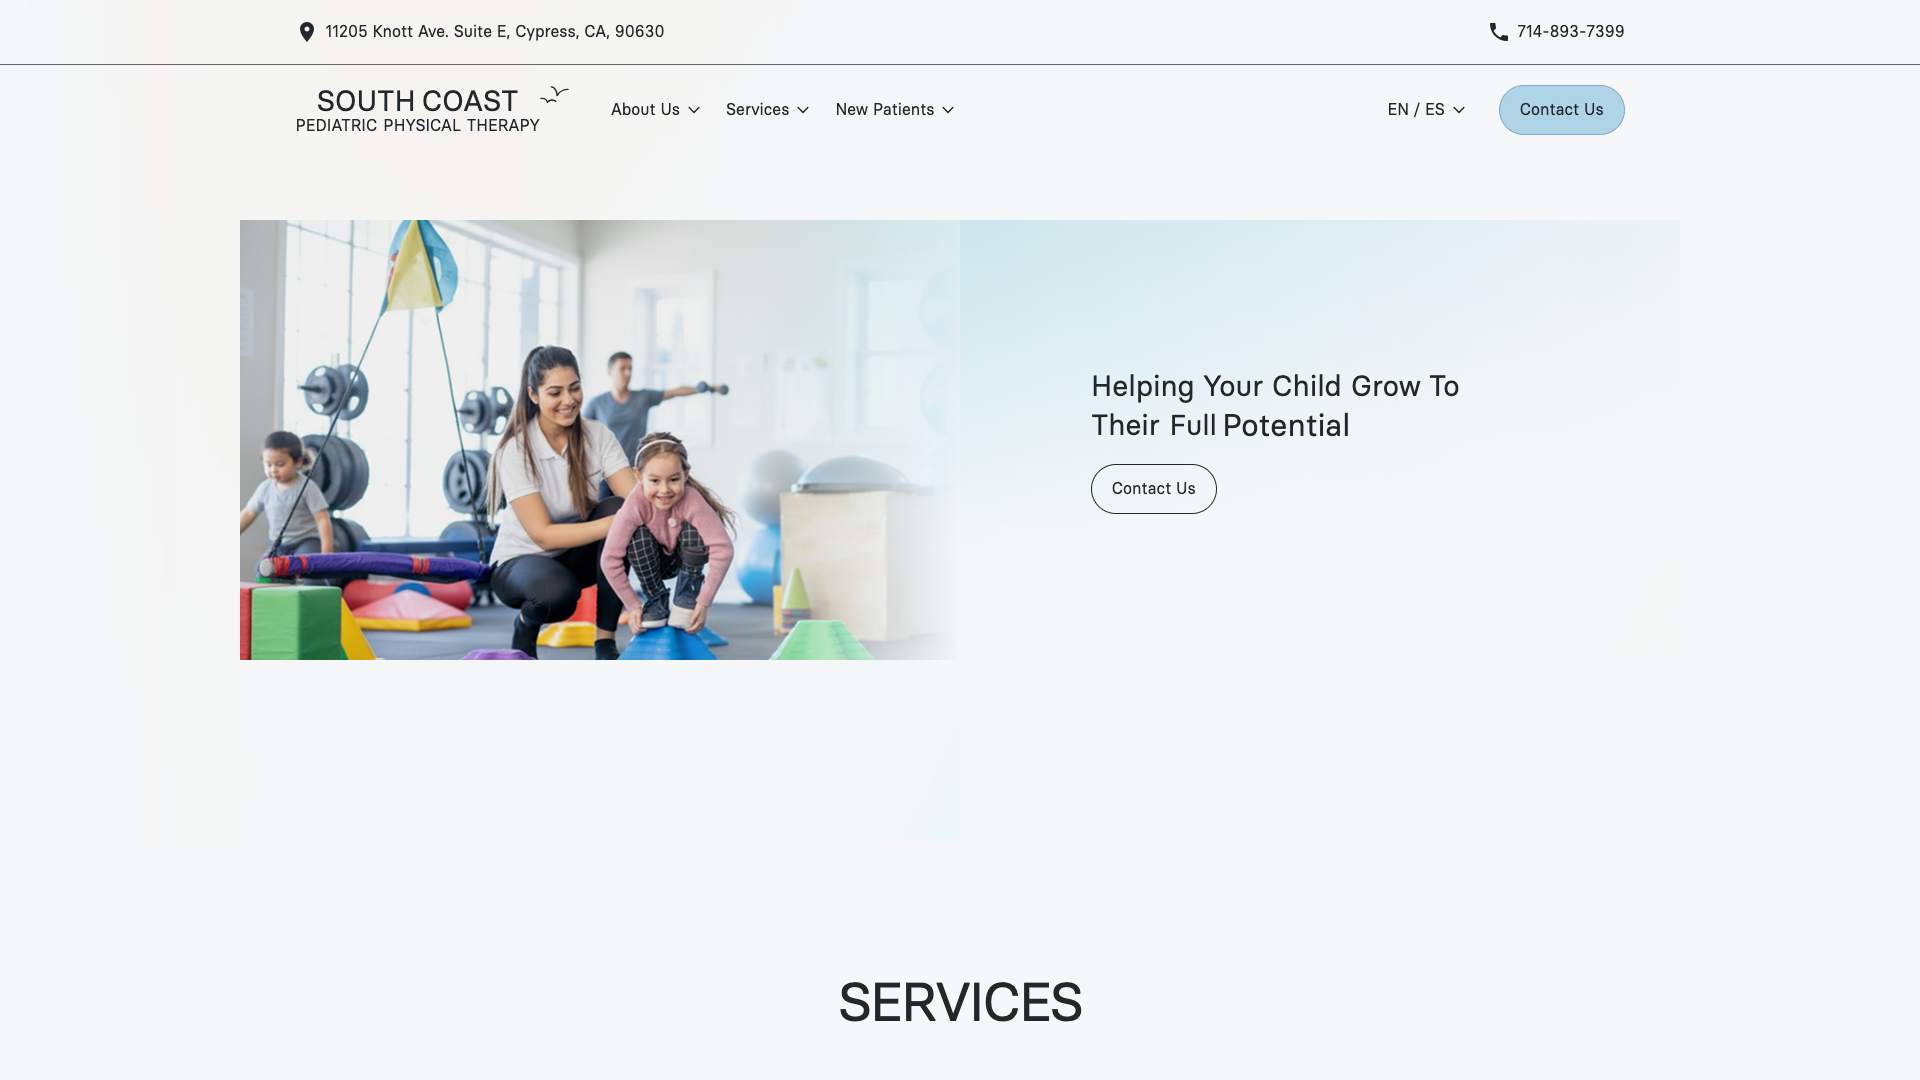 11205 Knott Ave. Suite E, Cypress, CA, 90630
714-893-7399
SOUTH COAST
PEDIATRIC PHYSICAL THERAPY
About Us
Services
New Patients
EN / ES
Contact Us
Helping Your Child Grow To
Their Full Potential
Contact Us
SERVICES